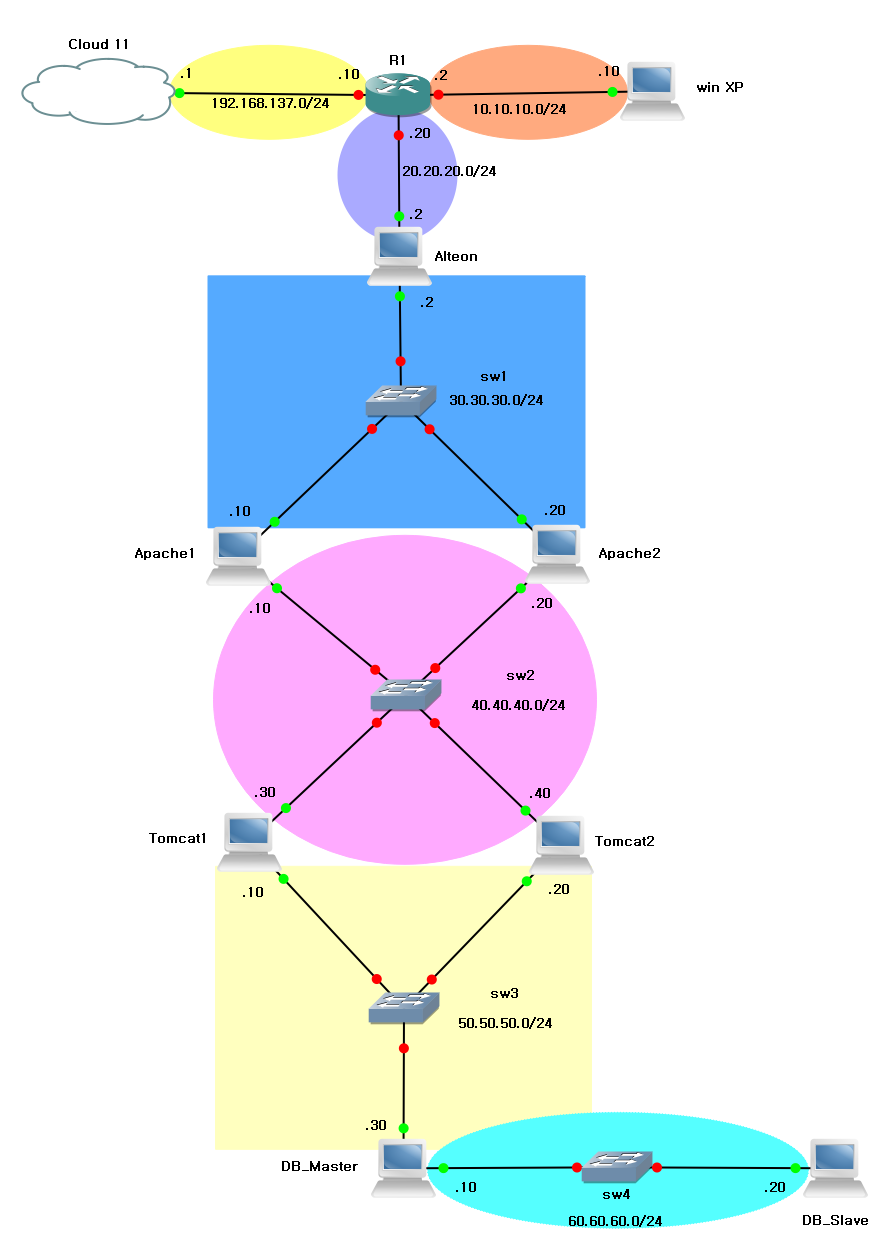 Cloud 11
R1
.1
.10
.2
.10
win XP
192.168.137.0/24
10.10.10.0/24
.20
20.20.20.0/24
.2
Alteon
.2
sw1
30.30.30.0/24
.10
.20
Apache1
Apache2
.10
.20
sw2
40.40.40.0/24
.30
.40
Tomcat1
Tomcat2
.10
.20
sw3
50.50.50.0/24
.30
DB_Master
.10
sw4
.20
60.60.60.0/24
DB_Slave